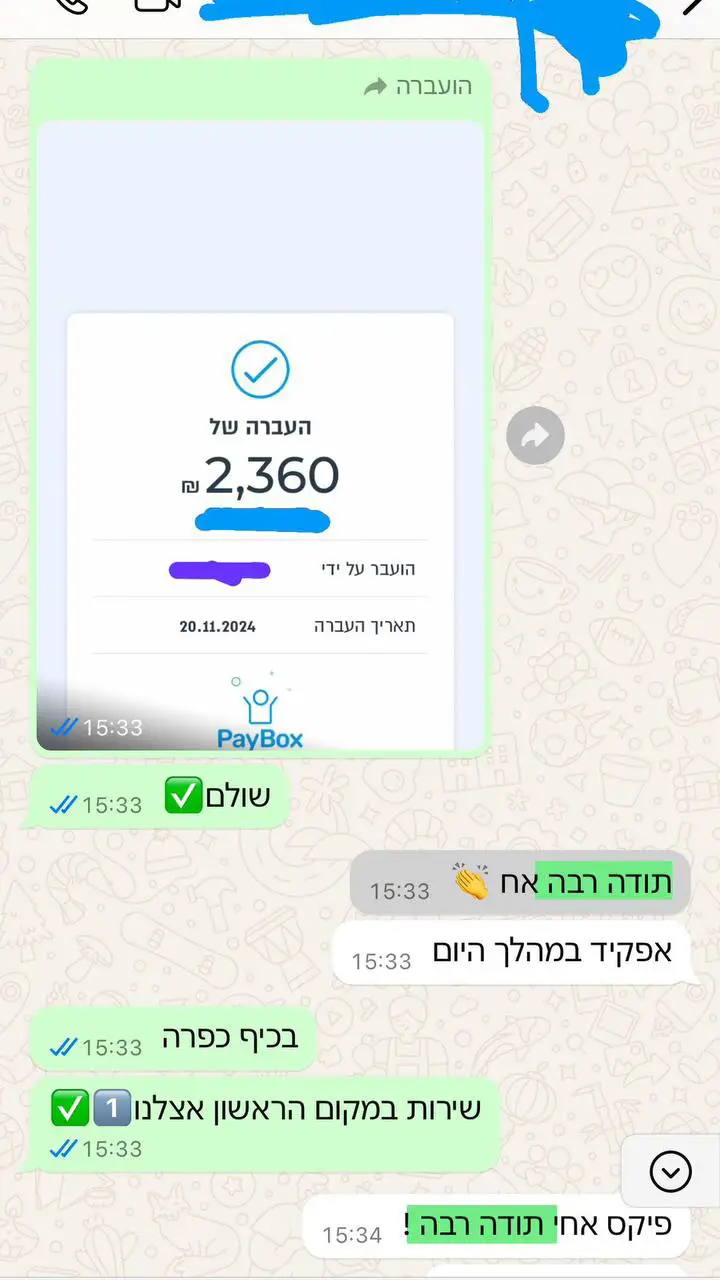 הועברה
העברה של
2,360 ₪
הועבר על ידי
תאריך העברה 20.11.2024
PayBox
15:33
שולם✅ 15:33
תודה רבה אח 👏 15:33
אפקיד במהלך היום 15:33
בכיף כפרה 15:33
שירות במקום הראשון אצלנו1️⃣✅
15:33
פיקס אחי תודה רבה ! 15:34